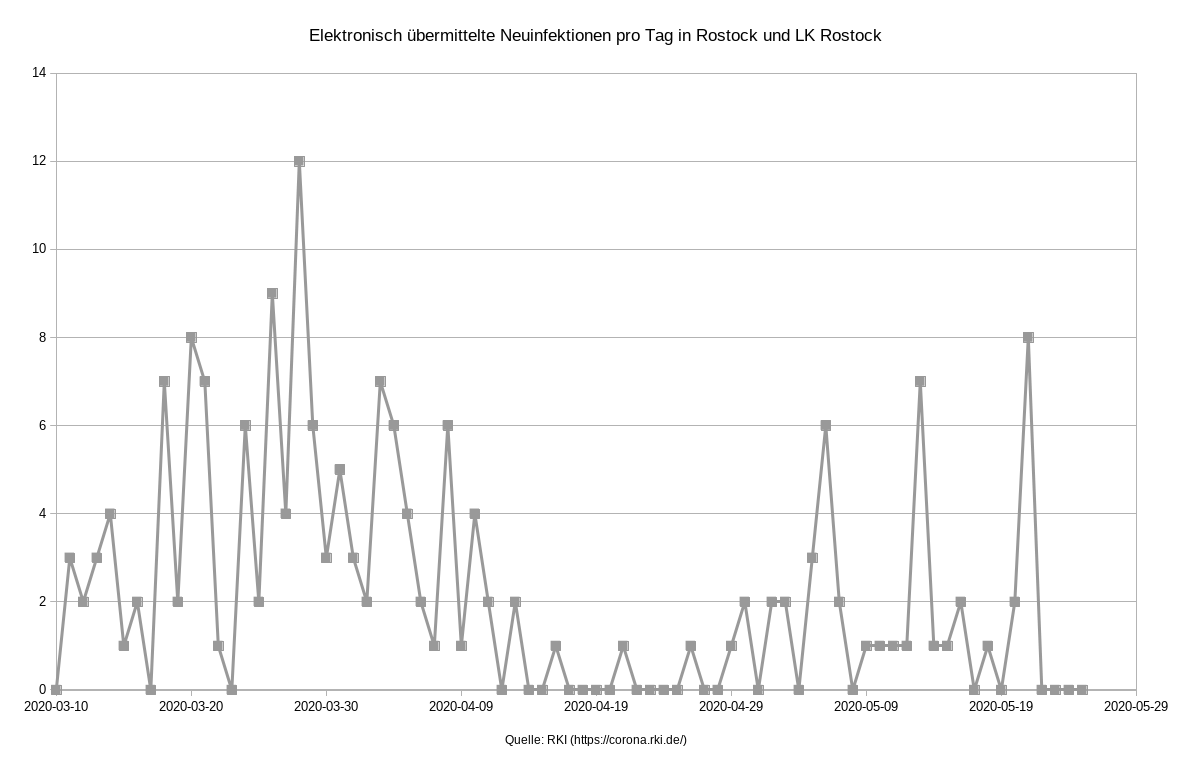 Elektronisch übermittelte Neuinfektionen pro Tag in Rostock und LK Rostock
14
12
10
8
6
4
2
0
2020-03-10 2020-03-20 2020-03-30 2020-04-09 2020-04-19 2020-04-29 2020-05-09 2020-05-19 2020-05-29
Quelle: RKI (https://corona.rki.de/)